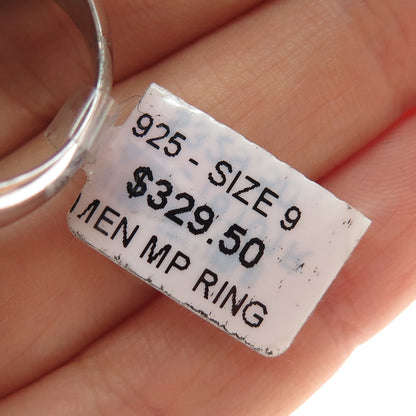 925 - SIZE 9
$329.50
MEN MP RING